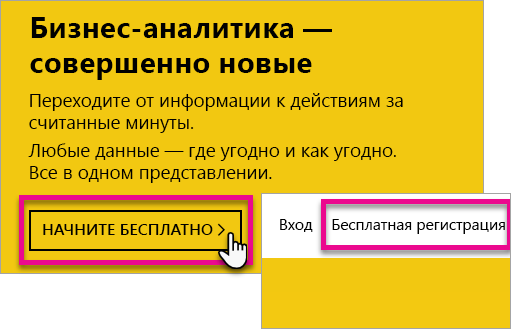 Бизнес-аналитика —
совершенно новые
Переходите от информации к действиям за
считанные минуты.
Любые данные — где угодно и как угодно.
Все в одном представлении.
НАЧНИТЕ БЕСПЛАТНО
Вход
Бесплатная регистрация